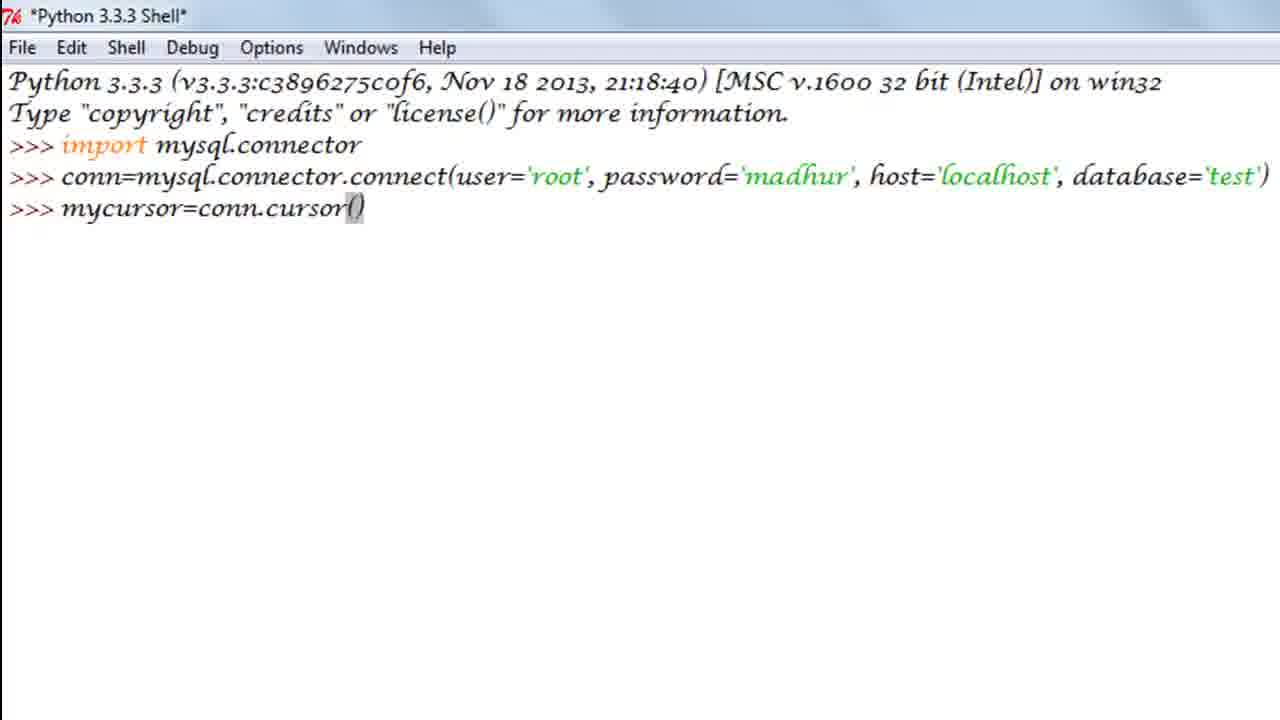 *Python 3.3.3 Shell*
File Edit Shell Debug Options Windows Help
Python 3.3.3 (v3.3.3:c3896275c0f6, Nov 18 2013, 21:18:40) [MSC v.1600 32 bit (Intel)] on win32
Type "copyright", "credits" or "license()" for more information.
>>> import mysql.connector
>>> conn=mysql.connector.connect(user='root', password='madhur', host='localhost', database='test')
>>> mycursor=conn.cursor()